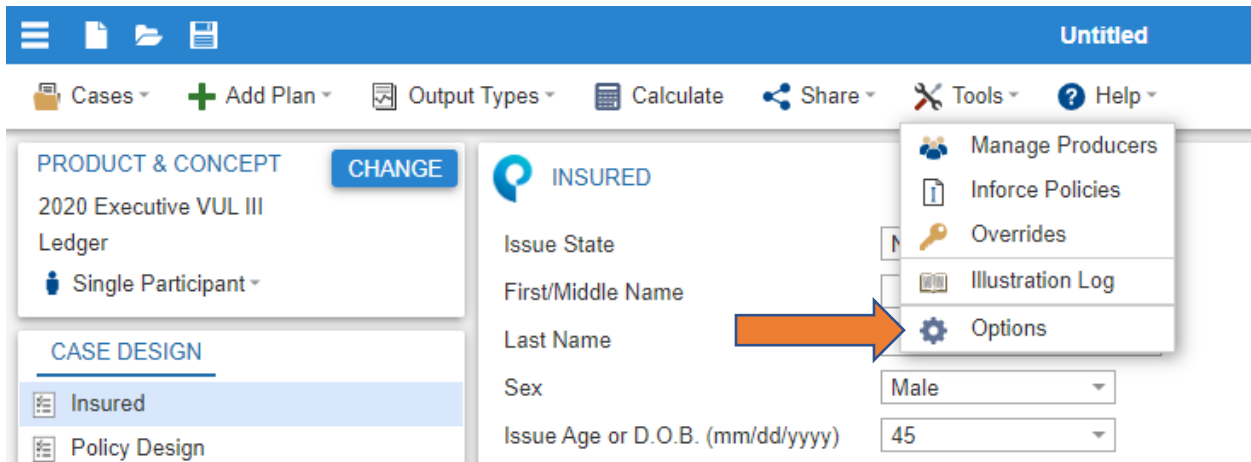 Untitled
Cases Add Plan Output Types Calculate Share Tools Help
PRODUCT & CONCEPT CHANGE
2020 Executive VUL III
Ledger
Single Participant
CASE DESIGN
Insured
Policy Design
INSURED
Issue State
First/Middle Name
Last Name
Sex Male
Issue Age or D.O.B. (mm/dd/yyyy) 45
Manage Producers
Inforce Policies
Overrides
Illustration Log
Options